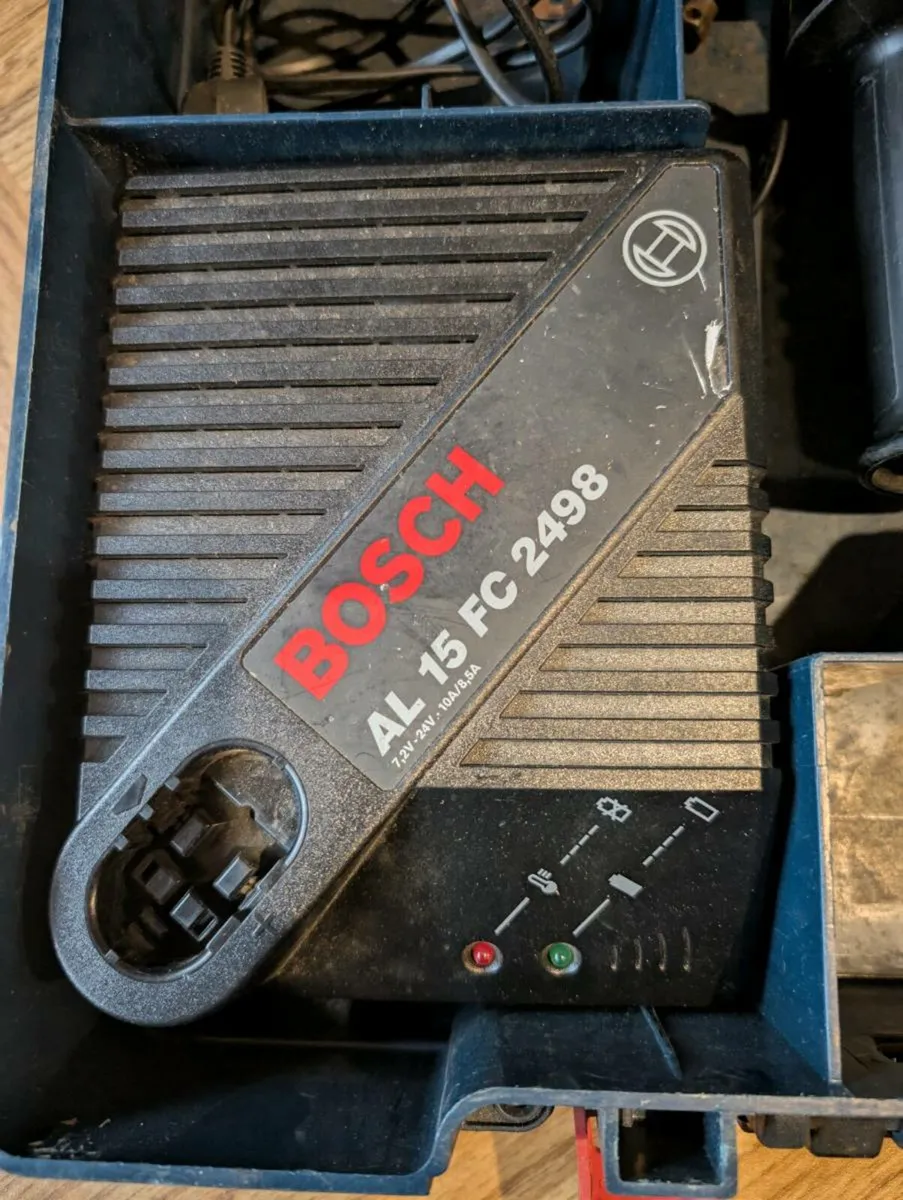 BOSCH
AL 15 FC 2498
7,2V-24V · 10A/8,5A